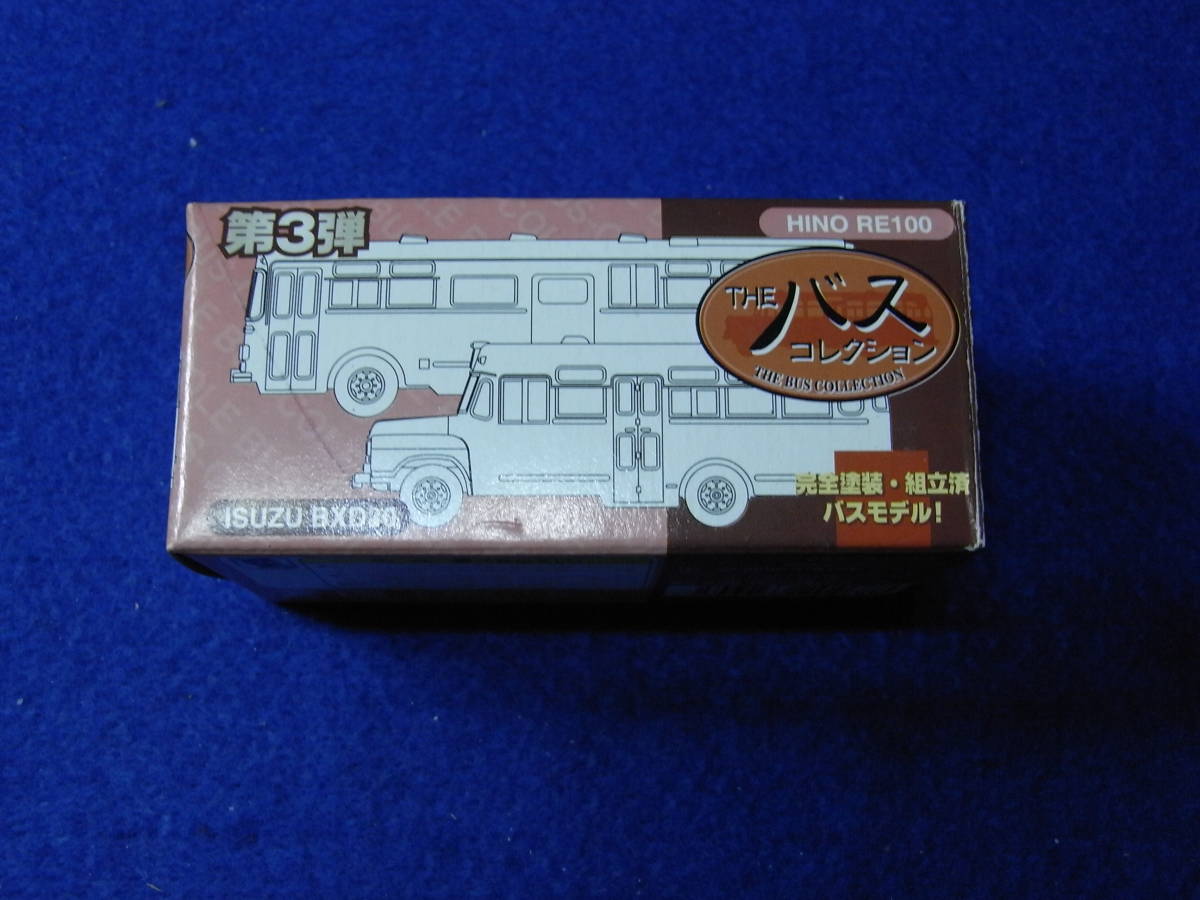 第3弾
HINO RE100
THE バス
コレクション
THE BUS COLLECTION
ISUZU BXD30
完全塗装・組立済
バスモデル!